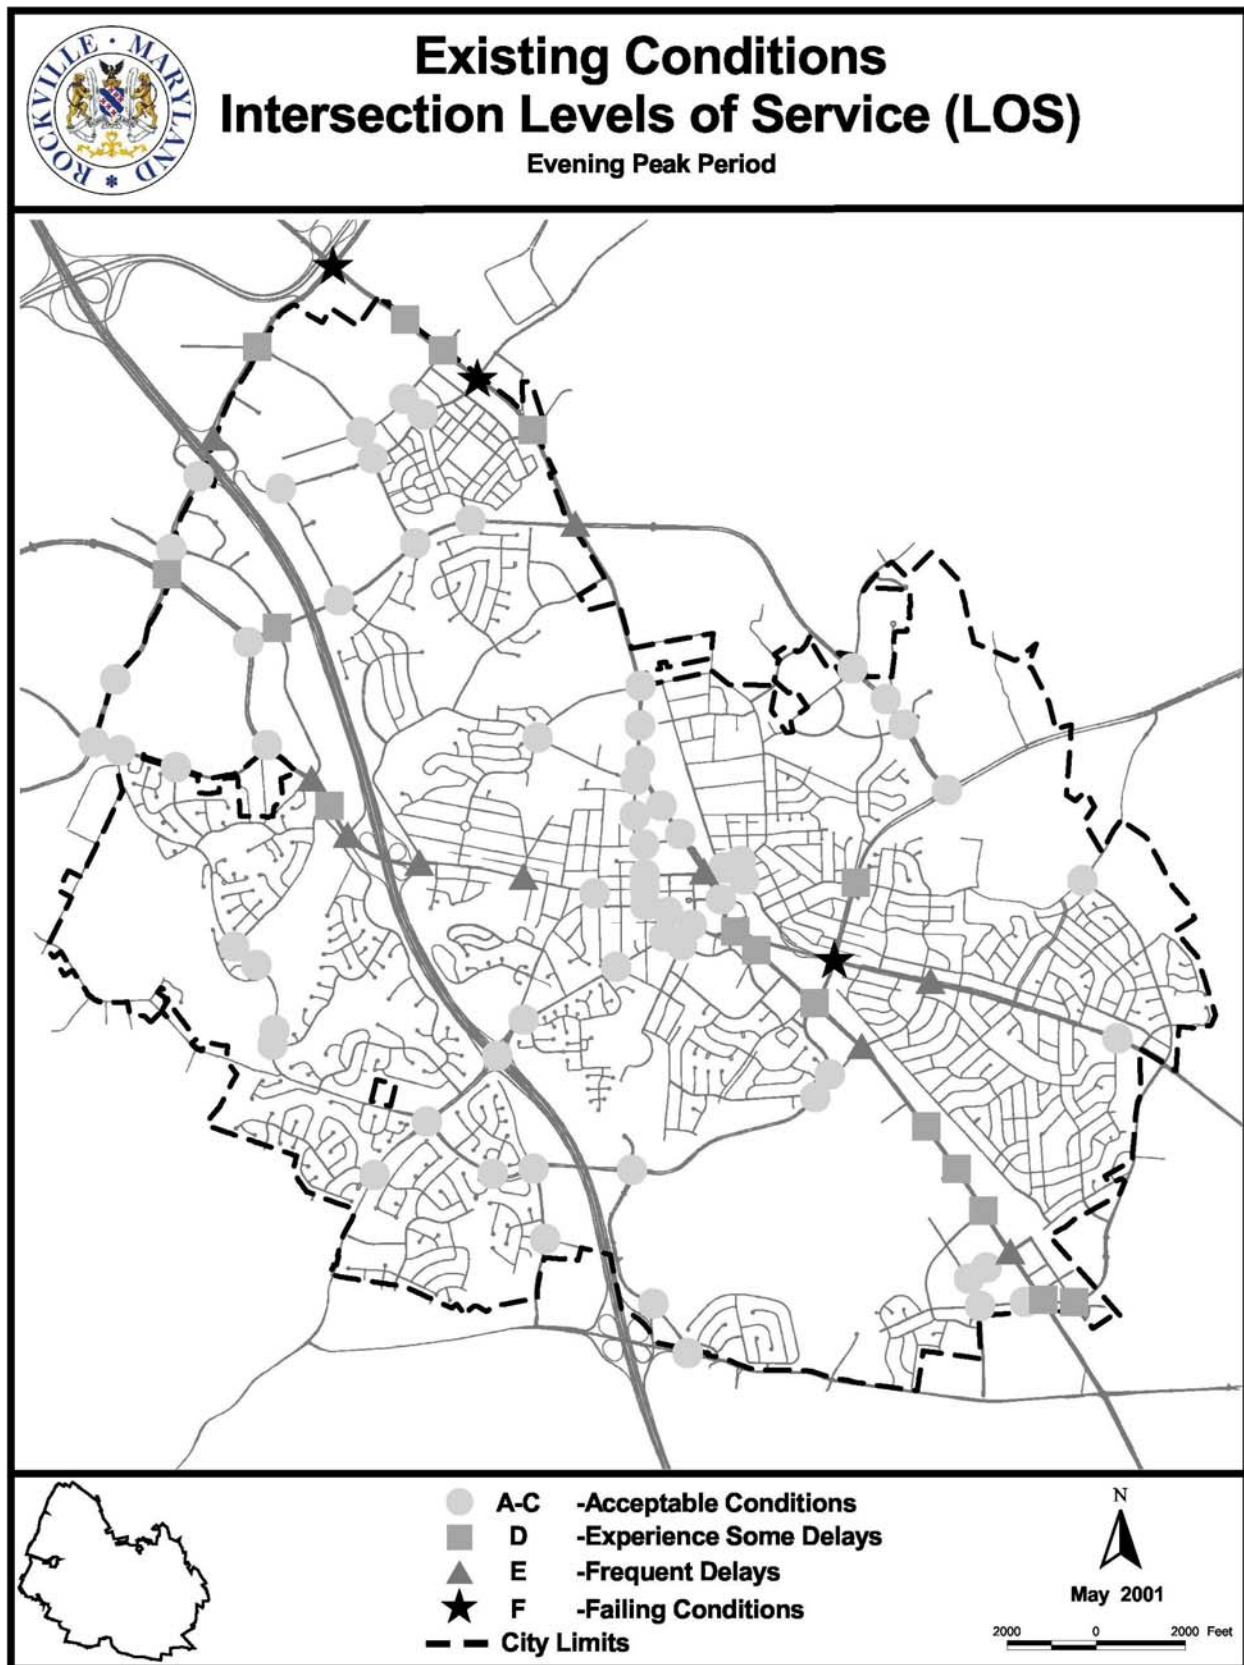 ROCKVILLE · MARYLAND *
Existing Conditions
Intersection Levels of Service (LOS)
Evening Peak Period
A-C -Acceptable Conditions
D -Experience Some Delays
E -Frequent Delays
F -Failing Conditions
City Limits
N
May 2001
2000 0 2000 Feet